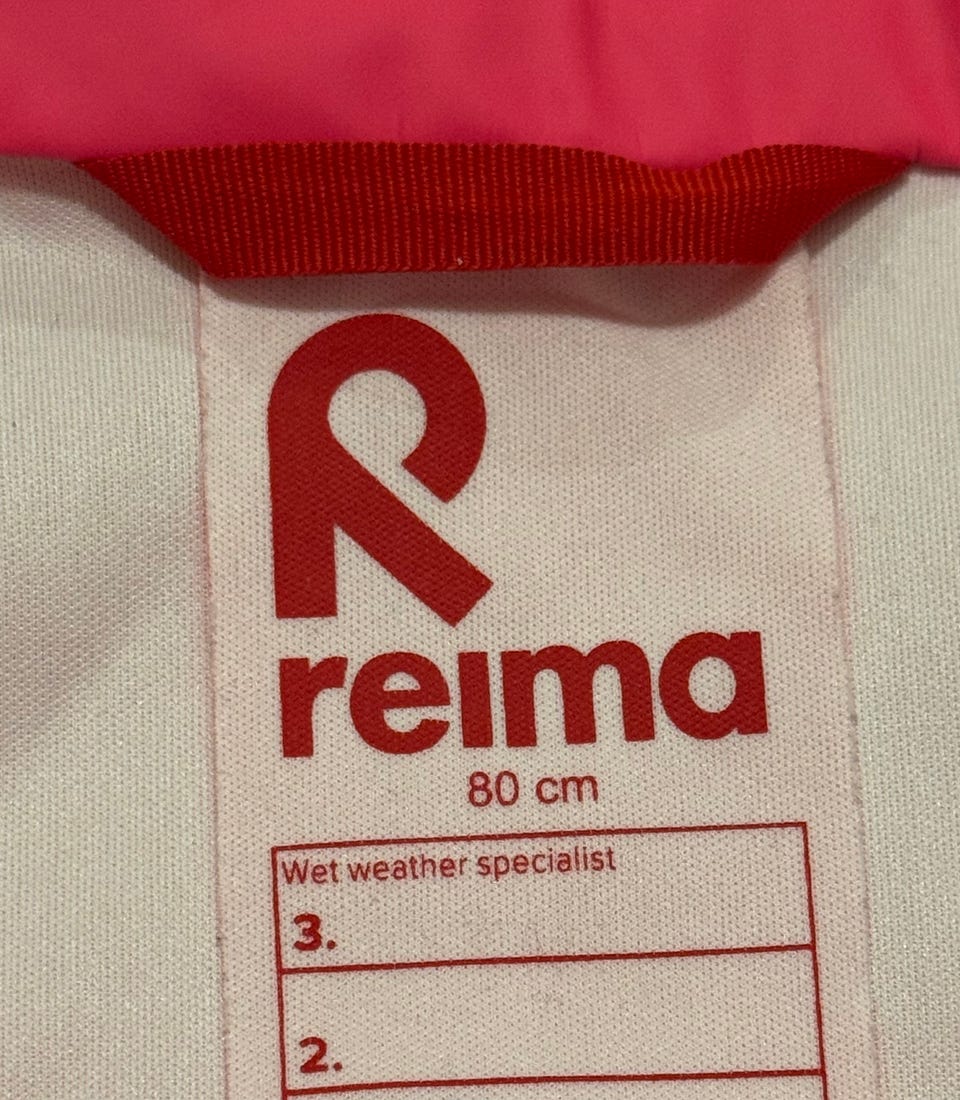 reima
80 cm
Wet weather specialist
3.
2.